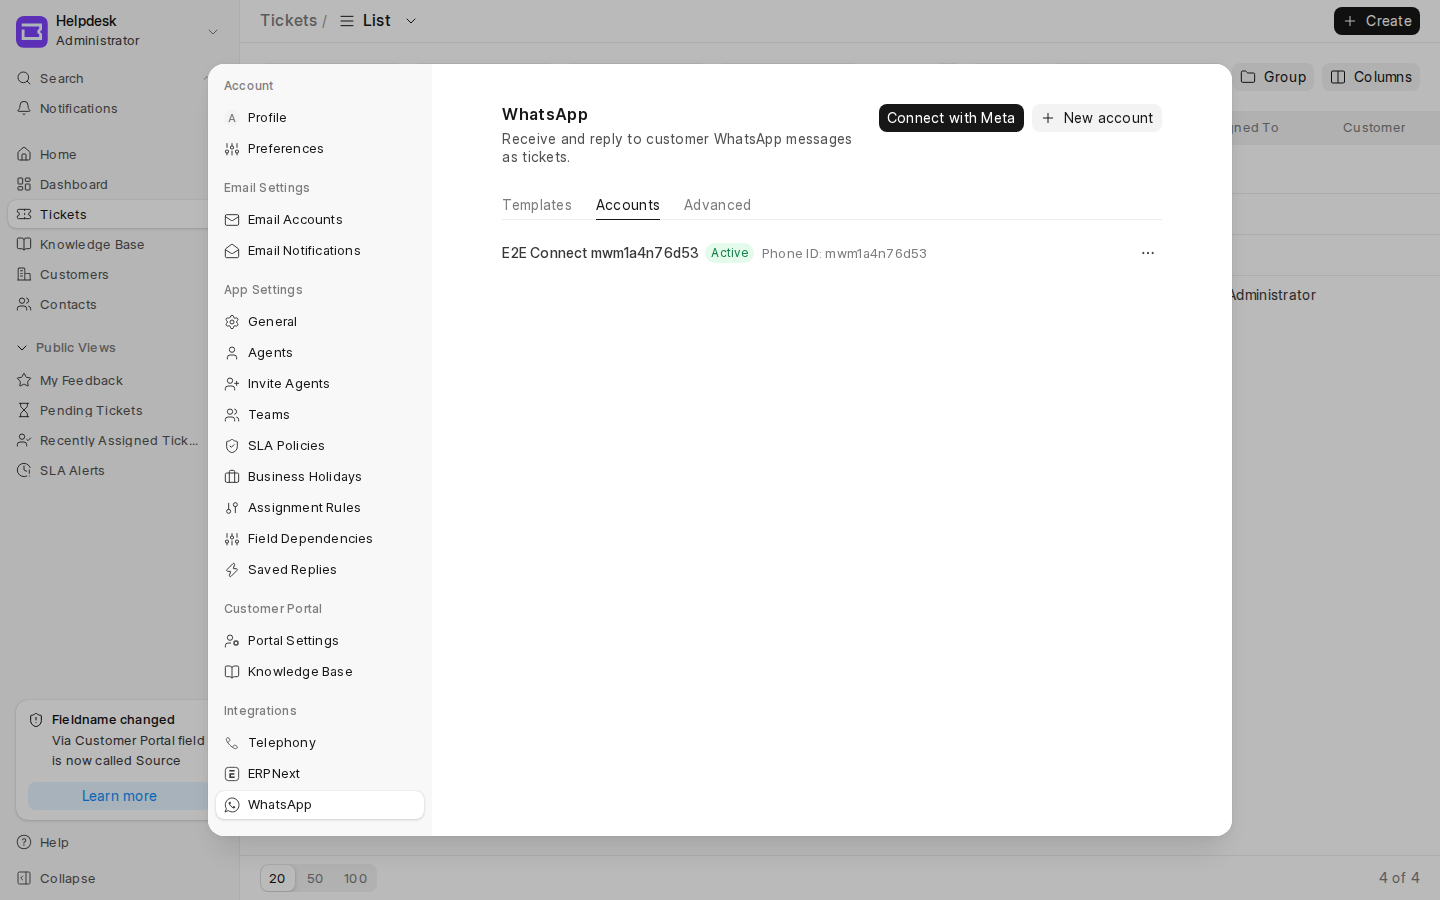 Helpdesk
Administrator
Search
Notifications
Home
Dashboard
Tickets
Knowledge Base
Customers
Contacts
Public Views
My Feedback
Pending Tickets
Recently Assigned Tick...
SLA Alerts
Fieldname changed
Via Customer Portal field
is now called Source
Learn more
Help
Collapse
Tickets / List
Create
Group
Columns
Customer
Administrator
20 50 100
4 of 4
Account
A Profile
Preferences
Email Settings
Email Accounts
Email Notifications
App Settings
General
Agents
Invite Agents
Teams
SLA Policies
Business Holidays
Assignment Rules
Field Dependencies
Saved Replies
Customer Portal
Portal Settings
Knowledge Base
Integrations
Telephony
ERPNext
WhatsApp
WhatsApp
Receive and reply to customer WhatsApp messages
as tickets.
Connect with Meta
New account
Templates Accounts Advanced
E2E Connect mwm1a4n76d53 Active Phone ID: mwm1a4n76d53